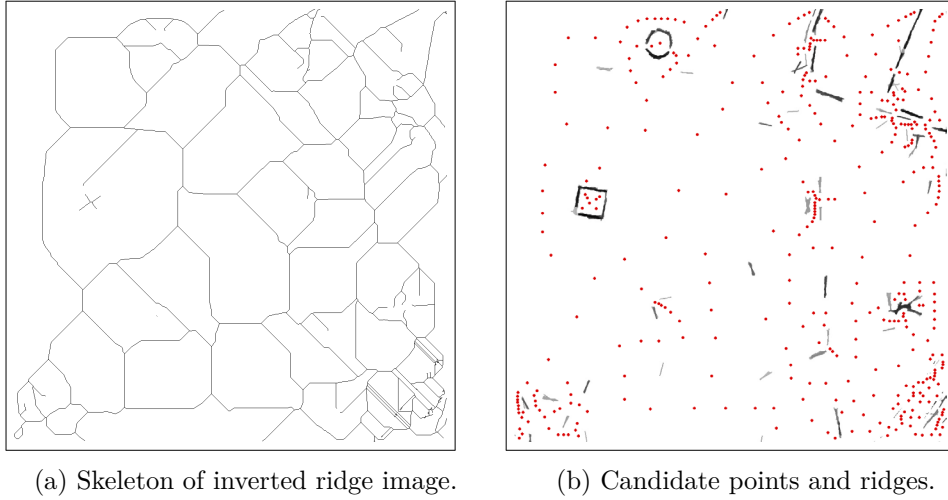 (a) Skeleton of inverted ridge image.
(b) Candidate points and ridges.